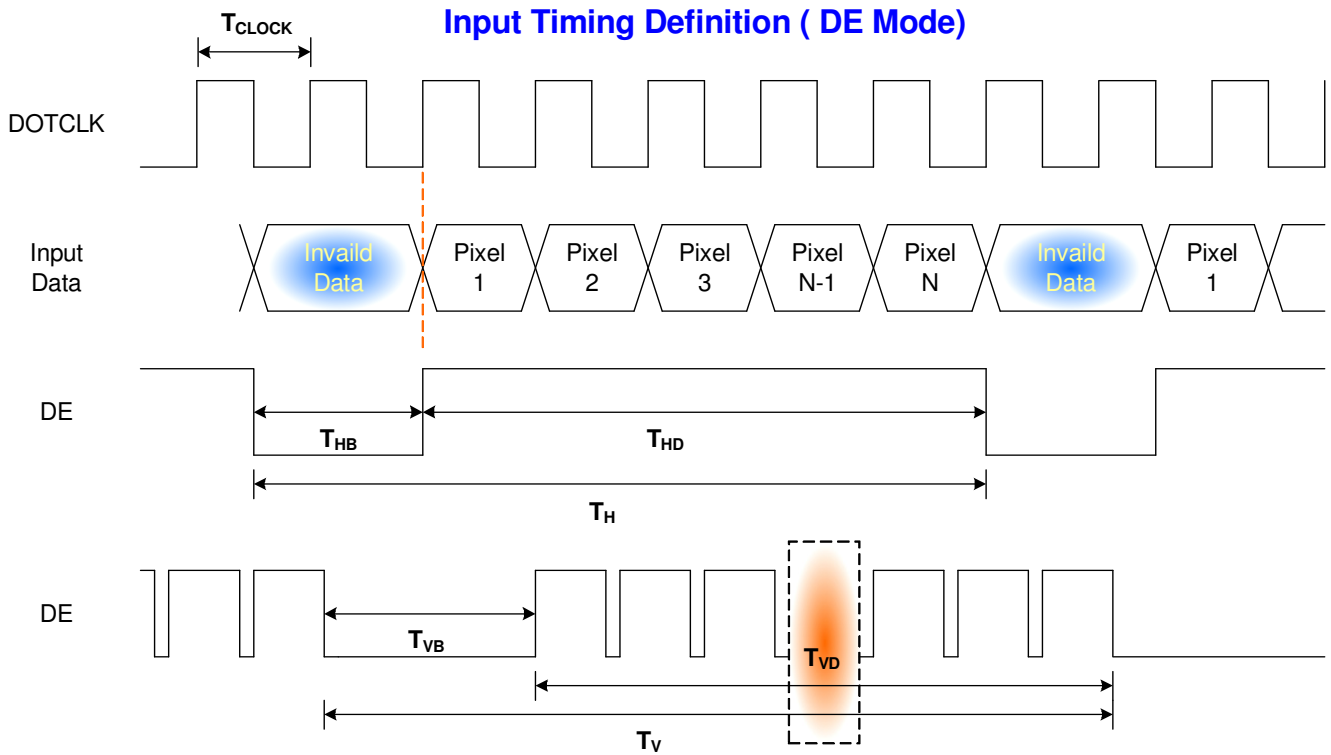 Input Timing Definition ( DE Mode)
TCLOCK
DOTCLK
Input
Data
Invaild
Data
Pixel
1
Pixel
2
Pixel
3
Pixel
N-1
Pixel
N
Invaild
Data
Pixel
1
DE
THB
THD
TH
DE
TVB
TVD
TV